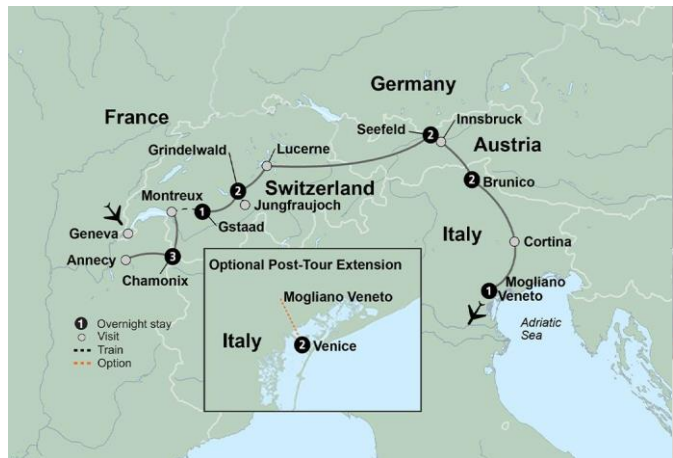 Germany
France
Seefeld
2
Innsbruck
Lucerne
Austria
Grindelwald
2
2
Brunico
Switzerland
Montreux
1
Jungfraujoch
Gstaad
Geneva
Italy
Cortina
Annecy
3
Chamonix
Optional Post-Tour Extension
Mogliano Veneto
Italy
2
Venice
Mogliano
1
Veneto
Adriatic
Sea
1 Overnight stay
Visit
Train
Option